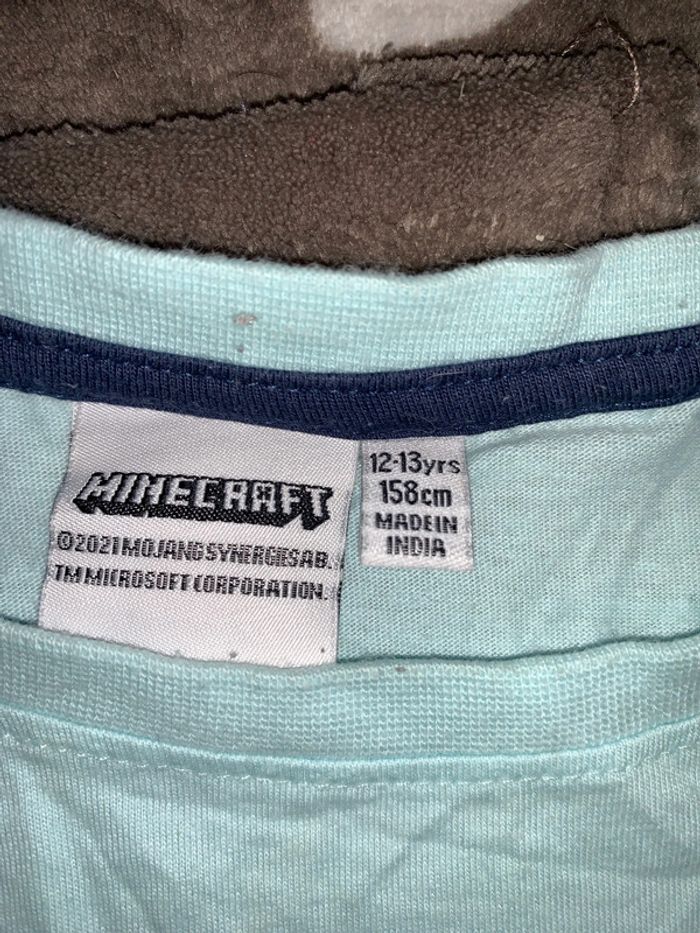 MINECRAFT
©2021 MOJANG SYNERGIES AB.
TM MICROSOFT CORPORATION.
12-13yrs
158cm
MADE IN
INDIA